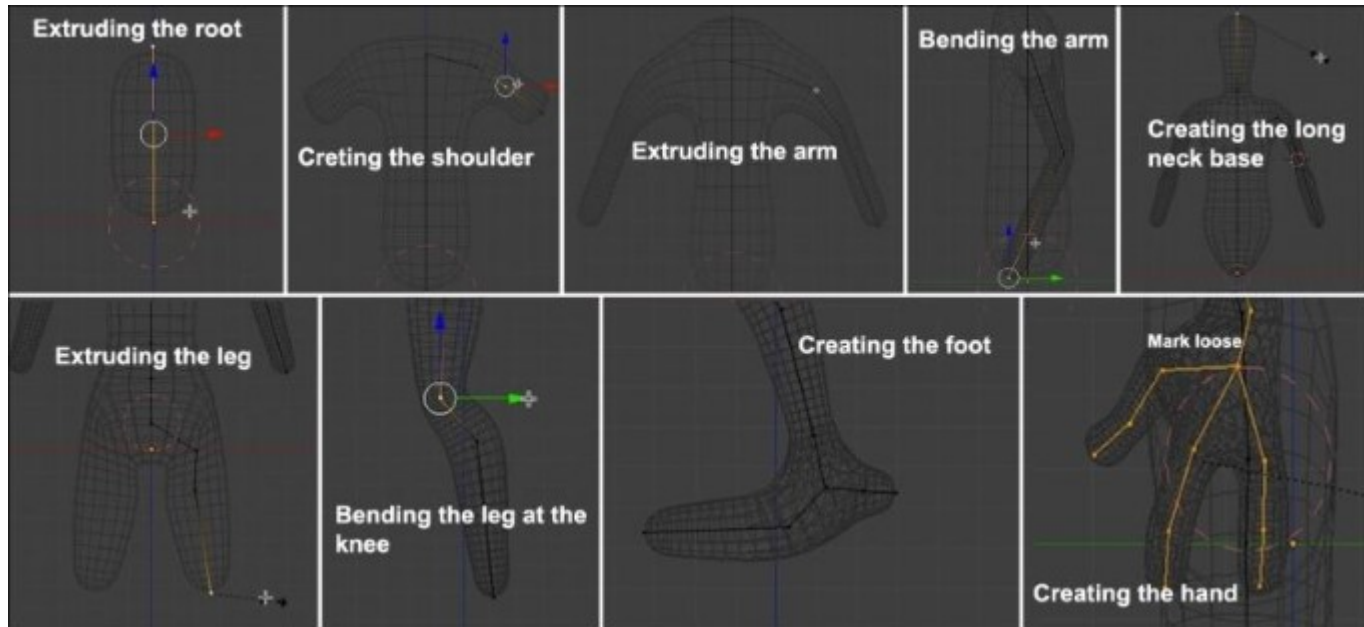 Extruding the root
Creting the shoulder
Extruding the arm
Bending the arm
Creating the long
neck base
Extruding the leg
Bending the leg at the
knee
Creating the foot
Mark loose
Creating the hand